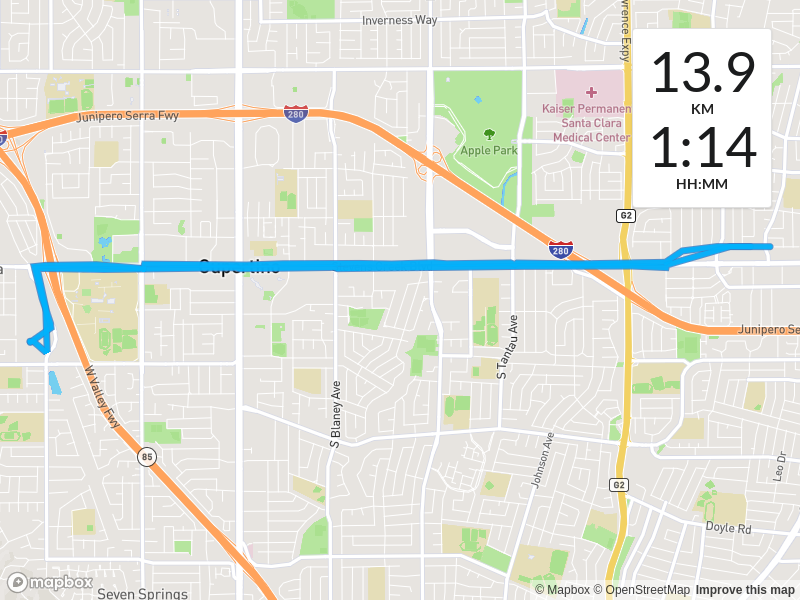 Inverness Way
rence Expy
13.9
KM
1:14
HH:MM
Junipero Serra Fwy
280
Kaiser Permanen
Santa Clara
Medical Center
Apple Park
G2
280
Junipero Se
W Valley Fwy
S Blaney Ave
S Tantau Ave
85
Johnson Ave
G2
Leo Dr
Doyle Rd
Seven Springs
mapbox
© Mapbox © OpenStreetMap Improve this map